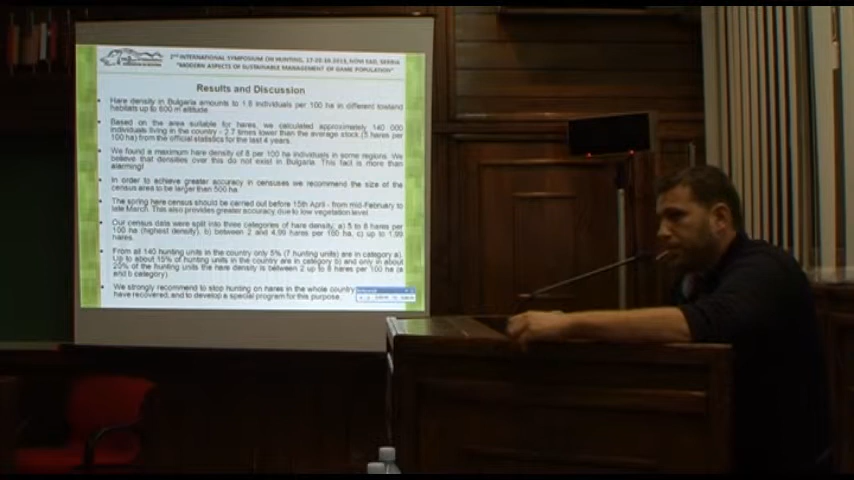 2ND INTERNATIONAL SYMPOSIUM ON HUNTING, 17-20.10.2013, NOVI SAD, SERBIA
"MODERN ASPECTS OF SUSTAINABLE MANAGEMENT OF GAME POPULATION"
Results and Discussion
Hare density in Bulgaria amounts to 1.9 individuals per 100 ha in different lowland
habitats up to 600 m altitude.
Based on the area suitable for hares, we calculated approximately 140 000
individuals living in the country - 2.7 times lower than the average stock (5 hares per
100 ha) from the official statistics for the last 4 years.
We found a maximum hare density of 8 per 100 ha individuals in some regions. We
believe that densities over this do not exist in Bulgaria. This fact is more than
alarming!
In order to achieve greater accuracy in censuses we recommend the size of the
census area to be larger than 500 ha.
The spring hare census should be carried out before 15th April - from mid-February to
late March. This also provides greater accuracy, due to low vegetation level.
Our census data were split into three categories of hare density, a) 5 to 8 hares per
100 ha (highest density), b) between 2 and 4,99 hares per 100 ha, c) up to 1,99
hares.
From all 140 hunting units in the country only 5% (7 hunting units) are in category a).
Up to about 15% of hunting units in the country are in category b) and only in about
20% of the hunting units the hare density is between 2 up to 8 hares per 100 ha (a
and b category).
We strongly recommend to stop hunting on hares in the whole country
have recovered, and to develop a special program for this purpose.